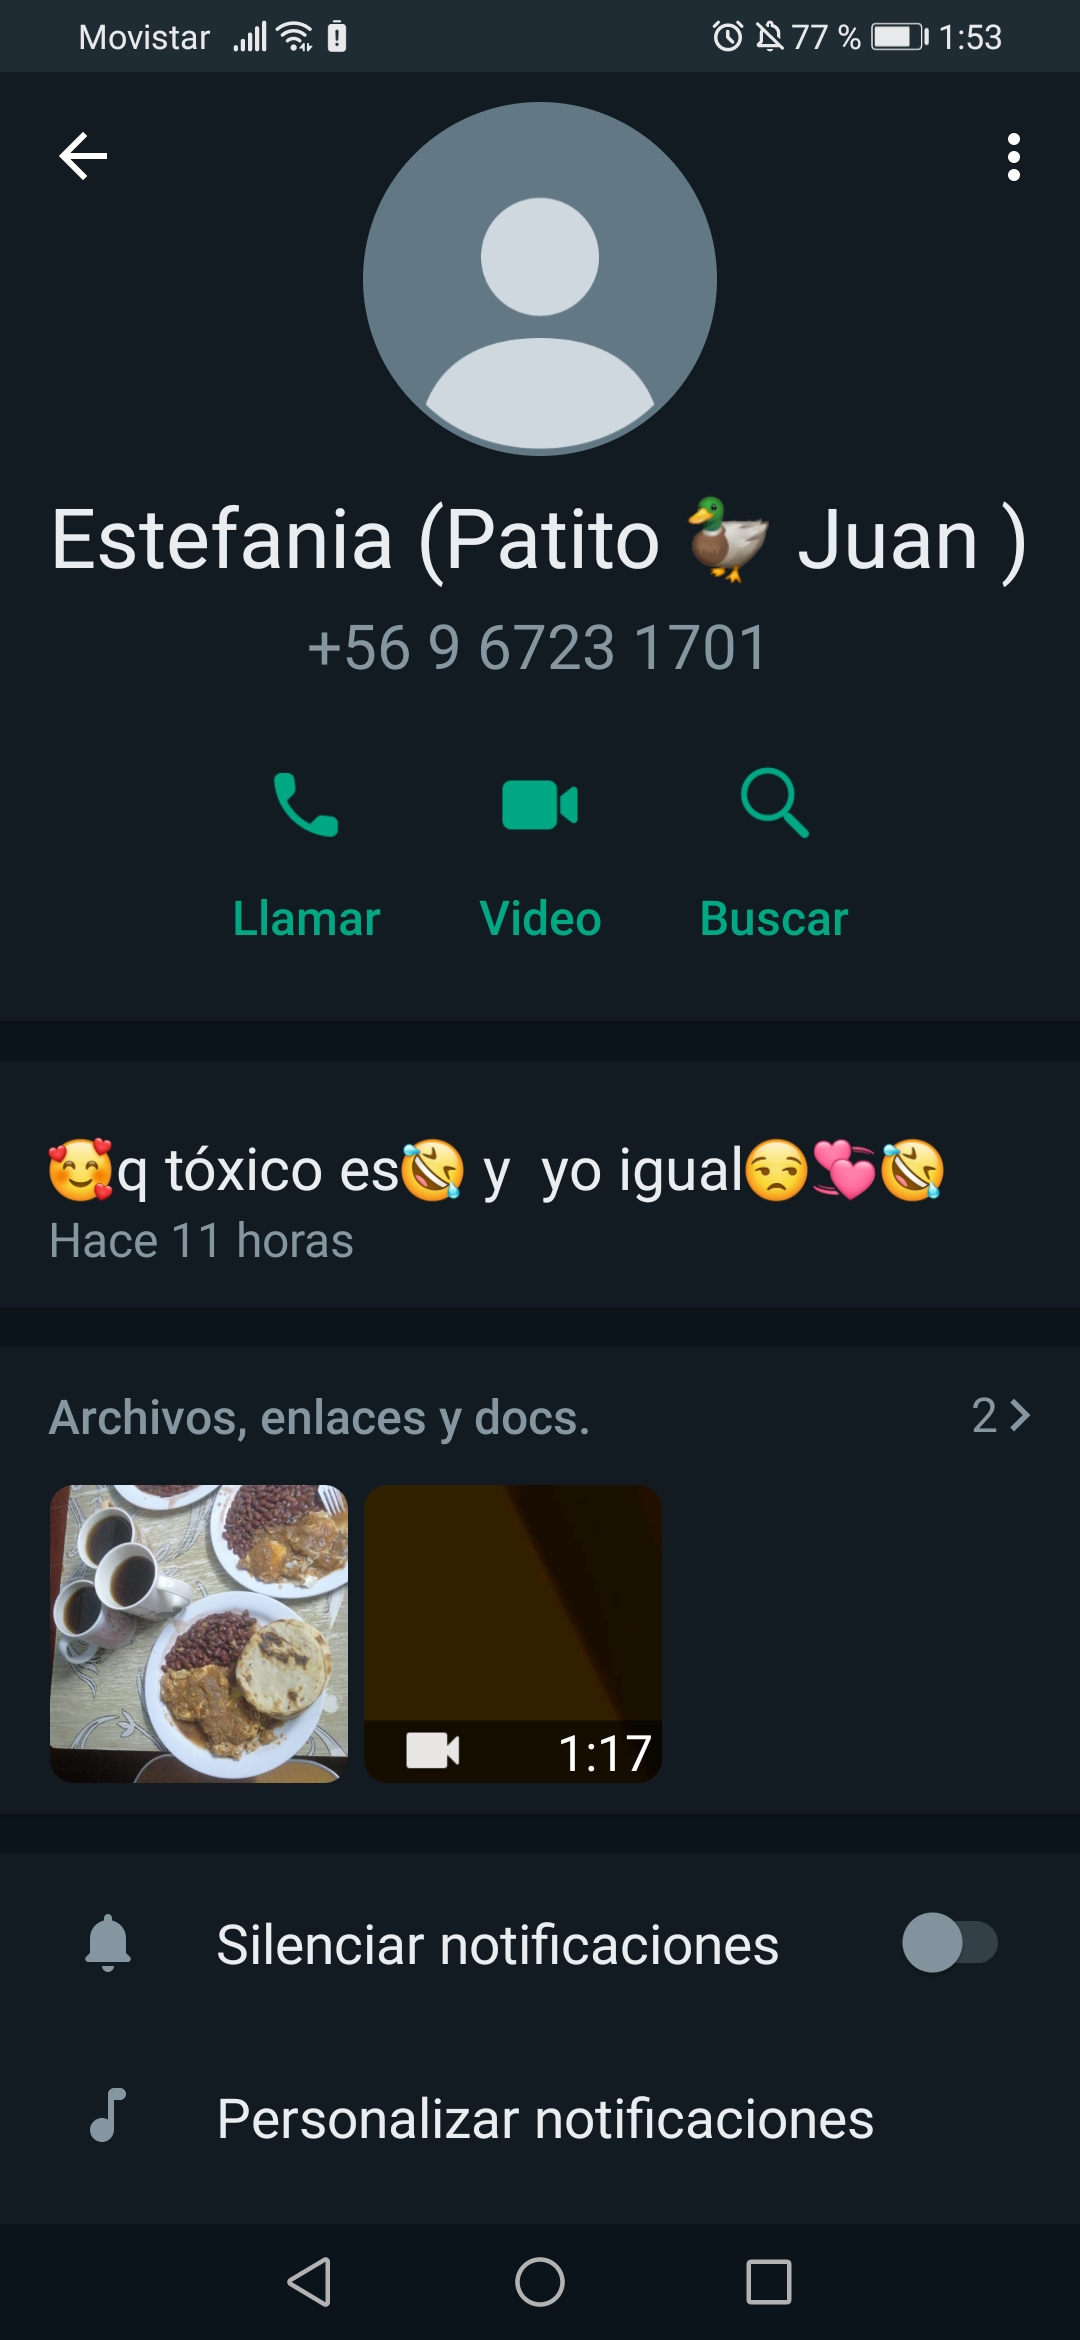 Movistar 77 % 1:53
Estefania (Patito 🦆 Juan )
+56 9 6723 1701
Llamar Video Buscar
🥰q tóxico es🤣 y  yo igual😒💞🤣
Hace 11 horas
Archivos, enlaces y docs. 2
1:17
Silenciar notificaciones
Personalizar notificaciones